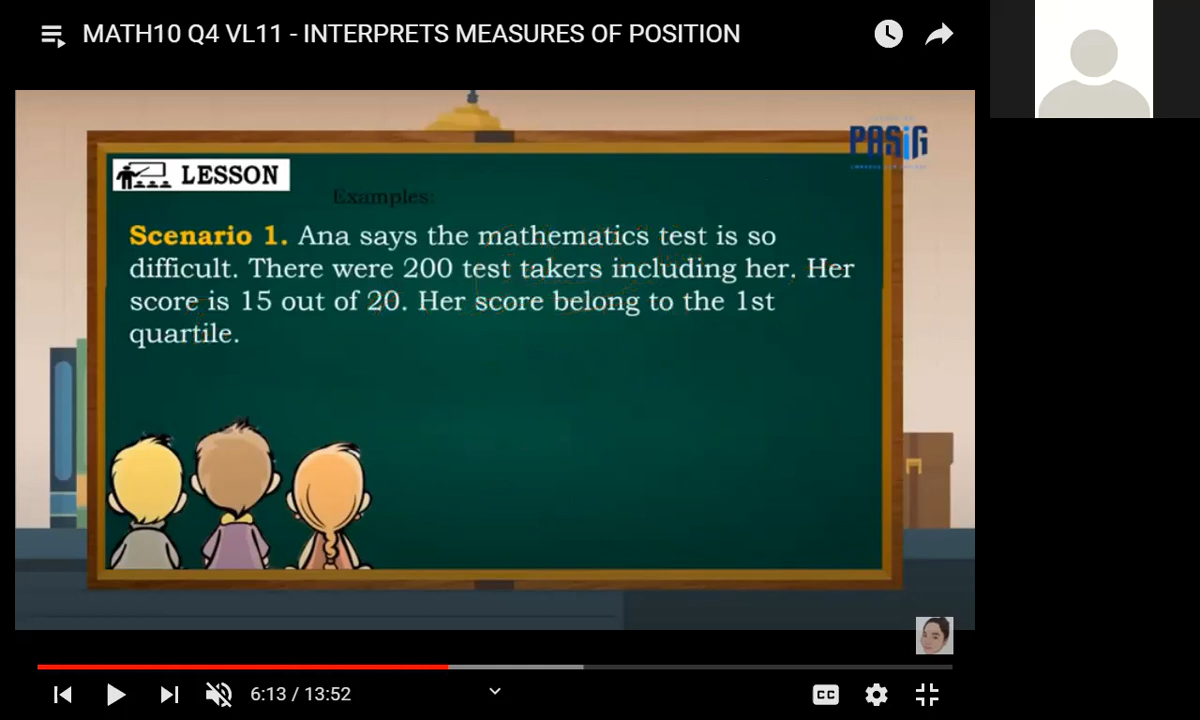 MATH10 Q4 VL11 - INTERPRETS MEASURES OF POSITION
PASiG
LESSON
Examples:
Scenario 1. Ana says the mathematics test is so
difficult. There were 200 test takers including her. Her
score is 15 out of 20. Her score belong to the 1st
quartile.
6:13 / 13:52
CC